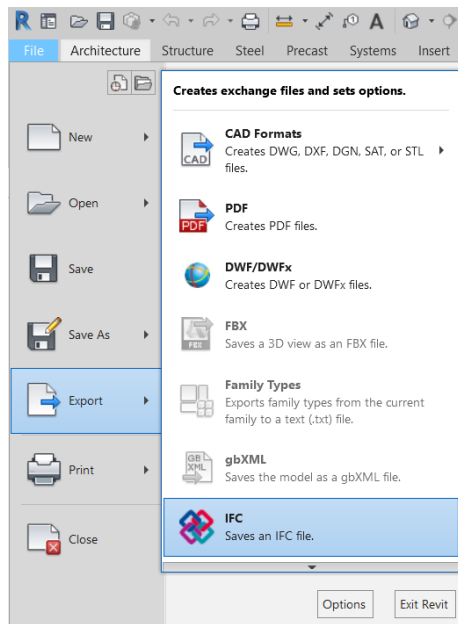 R
A
File Architecture Structure Steel Precast Systems Insert
Creates exchange files and sets options.
New
Open
Save
Save As
Export
Print
Close
CAD
CAD Formats
Creates DWG, DXF, DGN, SAT, or STL
files.
PDF
PDF
Creates PDF files.
DWF/DWFx
Creates DWF or DWFx files.
FBX
FBX
Saves a 3D view as an FBX file.
Family Types
Exports family types from the current
family to a text (.txt) file.
GB
XML
gbXML
Saves the model as a gbXML file.
IFC
Saves an IFC file.
Options Exit Revit